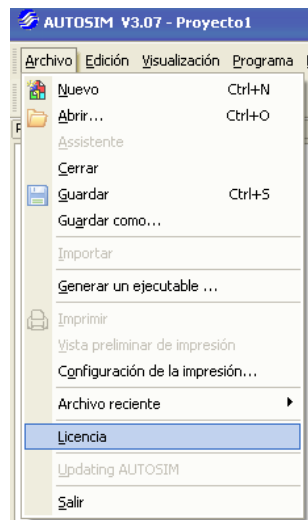 AUTOSIM V3.07 - Proyecto1
Archivo Edición Visualización Programa
Nuevo Ctrl+N
Abrir... Ctrl+O
Assistente
Cerrar
Guardar Ctrl+S
Guardar como...
Importar
Generar un ejecutable ...
Imprimir
Vista preliminar de impresión
Configuración de la impresión...
Archivo reciente
Licencia
Updating AUTOSIM
Salir